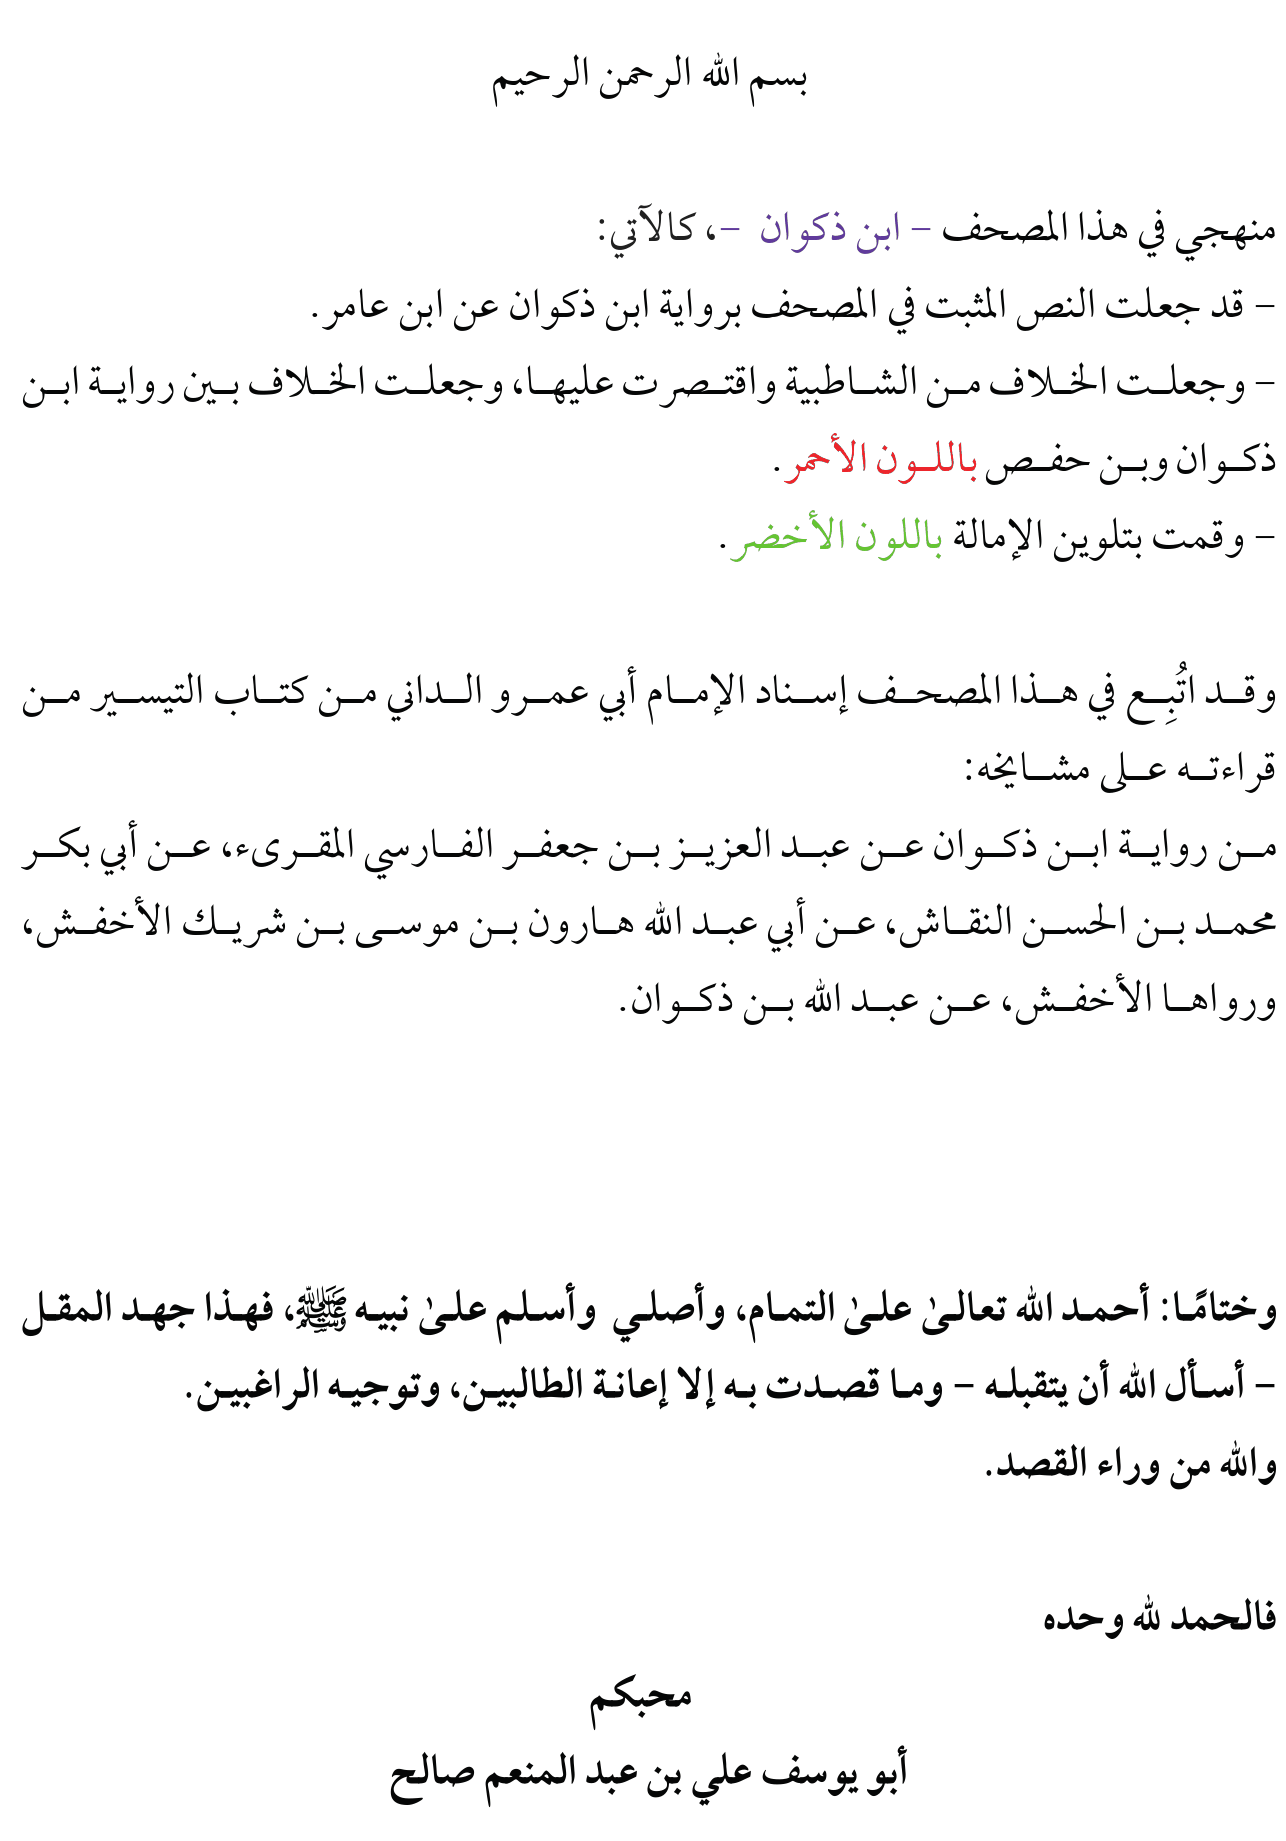 بسم الله الرحمن الرحيم
منهجي في هذا المصحف – ابن ذكوان –، كالآتي:
– قد جعلت النص المثبت في المصحف برواية ابن ذكوان عن ابن عامر.
– وجعلت الخلاف من الشاطبية واقتصرت عليها، وجعلت الخلاف بين رواية ابن
ذكوان وبن حفص باللون الأحمر.
– وقمت بتلوين الإمالة باللون الأخضر.
وقد اتُبِع في هذا المصحف إسناد الإمام أبي عمرو الداني من كتاب التيسير من
قراءته على مشايخه:
من رواية ابن ذكوان عن عبد العزيز بن جعفر الفارسي المقرىء، عن أبي بكر
محمد بن الحسن النقاش، عن أبي عبد الله هارون بن موسى بن شريك الأخفش،
ورواها الأخفش، عن عبد الله بن ذكوان.
وختامًا: أحمد الله تعالىٰ علىٰ التمام، وأصلي وأسلم علىٰ نبيه ﷺ، فهذا جهد المقل
– أسأل الله أن يتقبله – وما قصدت به إلا إعانة الطالبين، وتوجيه الراغبين.
والله من وراء القصد.
فالحمد لله وحده
محبكم
أبو يوسف علي بن عبد المنعم صالح